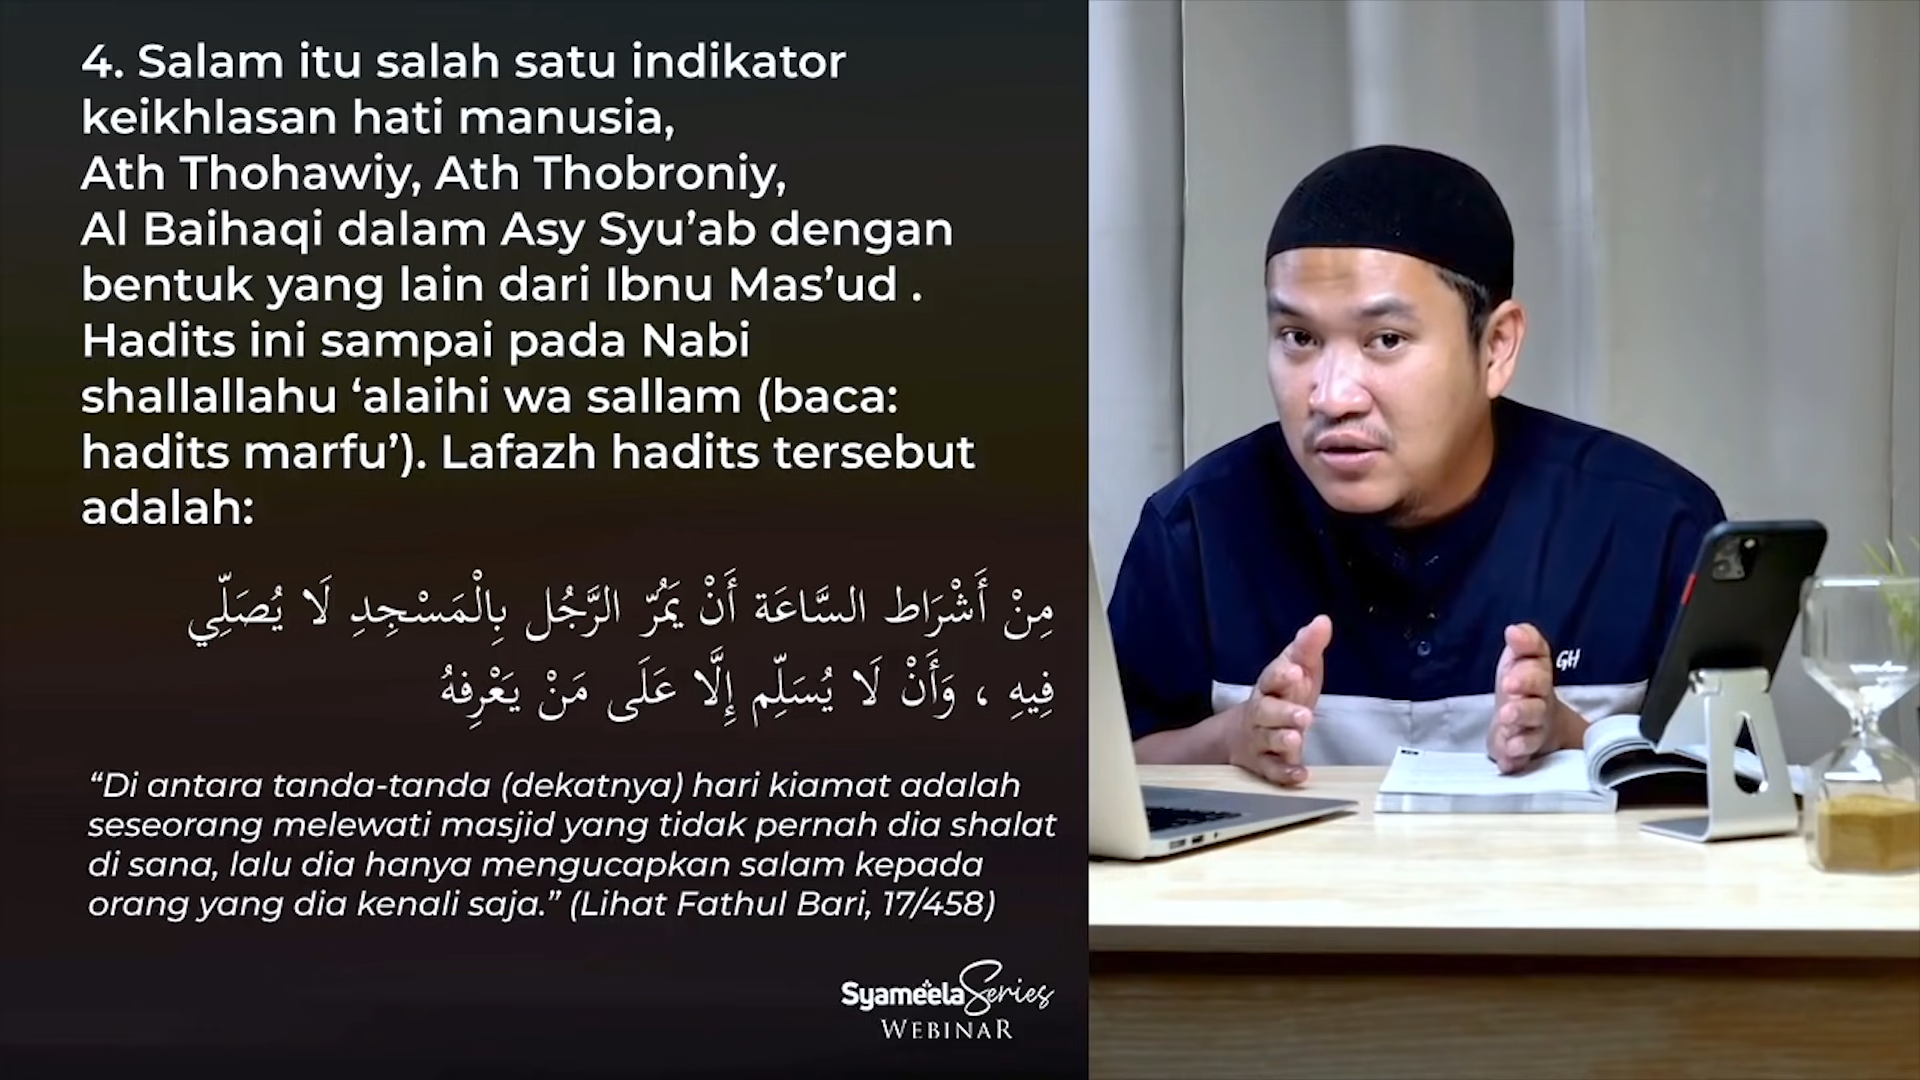 4. Salam itu salah satu indikator
keikhlasan hati manusia,
Ath Thohawiy, Ath Thobroniy,
Al Baihaqi dalam Asy Syu’ab dengan
bentuk yang lain dari Ibnu Mas’ud .
Hadits ini sampai pada Nabi
shallallahu ‘alaihi wa sallam (baca:
hadits marfu’). Lafazh hadits tersebut
adalah:
مِنْ أَشْرَاط السَّاعَة أَنْ يَمُرّ الرَّجُل بِالْمَسْجِدِ لَا يُصَلِّي
فِيهِ ، وَأَنْ لَا يُسَلِّم إِلَّا عَلَى مَنْ يَعْرِفهُ
“Di antara tanda-tanda (dekatnya) hari kiamat adalah
seseorang melewati masjid yang tidak pernah dia shalat
di sana, lalu dia hanya mengucapkan salam kepada
orang yang dia kenali saja.” (Lihat Fathul Bari, 17/458)
Syameela Series
WEBINAR
GH